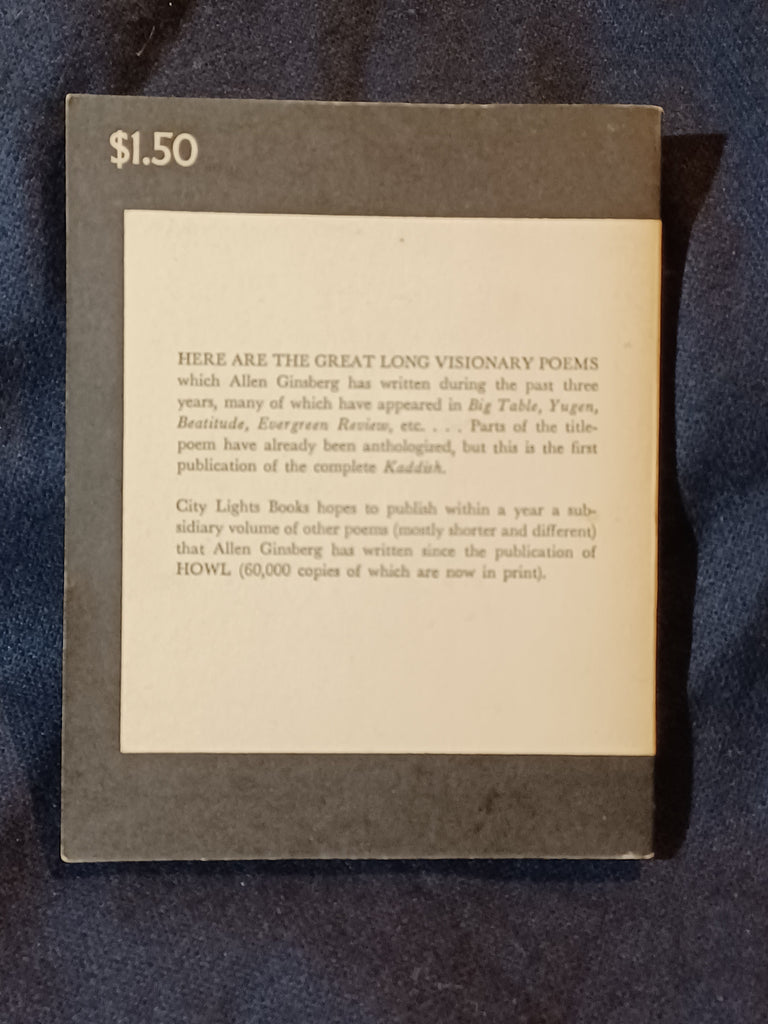 $1.50
HERE ARE THE GREAT LONG VISIONARY POEMS
which Allen Ginsberg has written during the past three
years, many of which have appeared in Big Table, Yugen,
Beatitude, Evergreen Review, etc. . . . Parts of the title-
poem have already been anthologized, but this is the first
publication of the complete Kaddish.
City Lights Books hopes to publish within a year a sub-
sidiary volume of other poems (mostly shorter and different)
that Allen Ginsberg has written since the publication of
HOWL (60,000 copies of which are now in print).